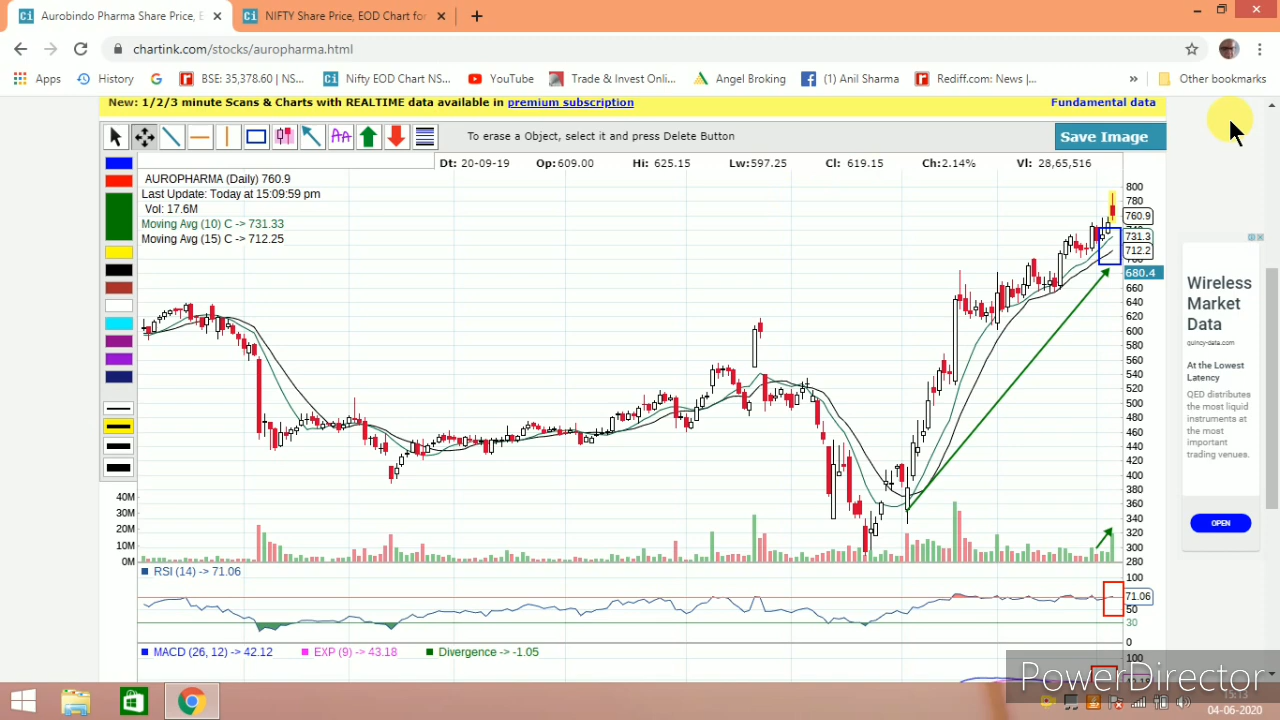 Aurobindo Pharma Share Price, E
NIFTY Share Price, EOD Chart for
chartink.com/stocks/auropharma.html
Apps
History
BSE: 35,378.60 | NS...
Nifty EOD Chart NS...
YouTube
Trade & Invest Onli...
Angel Broking
(1) Anil Sharma
Rediff.com: News |...
»
Other bookmarks
New: 1/2/3 minute Scans & Charts with REALTIME data available in premium subscription
Fundamental data
To erase a Object, select it and press Delete Button
Save Image
Dt: 20-09-19 Op:609.00 Hi: 625.15 Lw:597.25 Cl: 619.15 Ch:2.14% Vl: 28,65,516
AUROPHARMA (Daily) 760.9
Last Update: Today at 15:09:59 pm
Vol: 17.6M
Moving Avg (10) C -> 731.33
Moving Avg (15) C -> 712.25
800
780
760.9
731.3
712.2
680.4
660
640
620
600
580
560
540
520
500
480
460
440
420
400
380
360
340
320
300
280
40M
30M
20M
10M
0M
RSI (14) -> 71.06
100
71.06
50
30
0
MACD (26, 12) -> 42.12
EXP (9) -> 43.18
Divergence -> -1.05
100
Wireless
Market
Data
quincy-data.com
At the Lowest
Latency
QED distributes
the most liquid
instruments at
the most
important
trading venues.
OPEN
PowerDirector
15:13
04-06-2020